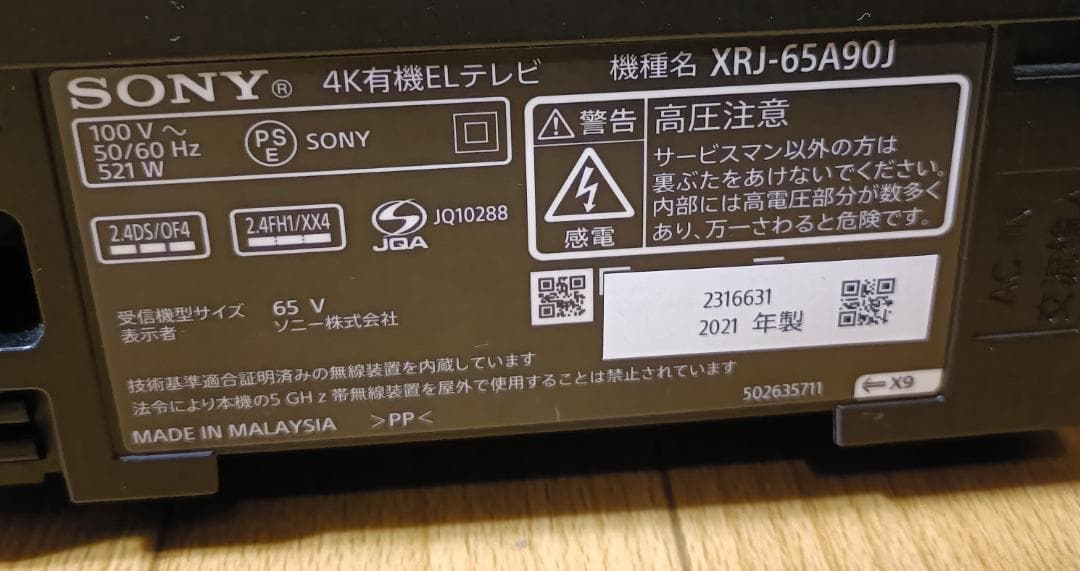 SONY® 4K有機ELテレビ 機種名 XRJ-65A90J
100 V ～
50/60 Hz
521 W
PS
E
SONY
2.4DS/OF4
2.4FH1/XX4
JQA
JQ10288
警告
感電
高圧注意
サービスマン以外の方は
裏ぶたをあけないでください。
内部には高電圧部分が数多く
あり、万一さわると危険です。
受信機型サイズ 65 V
表示者 ソニー株式会社
2316631
2021 年製
技術基準適合証明済みの無線装置を内蔵しています
法令により本機の5 GHz 帯無線装置を屋外で使用することは禁止されています
502635711
⇐X9
MADE IN MALAYSIA >PP<
AC